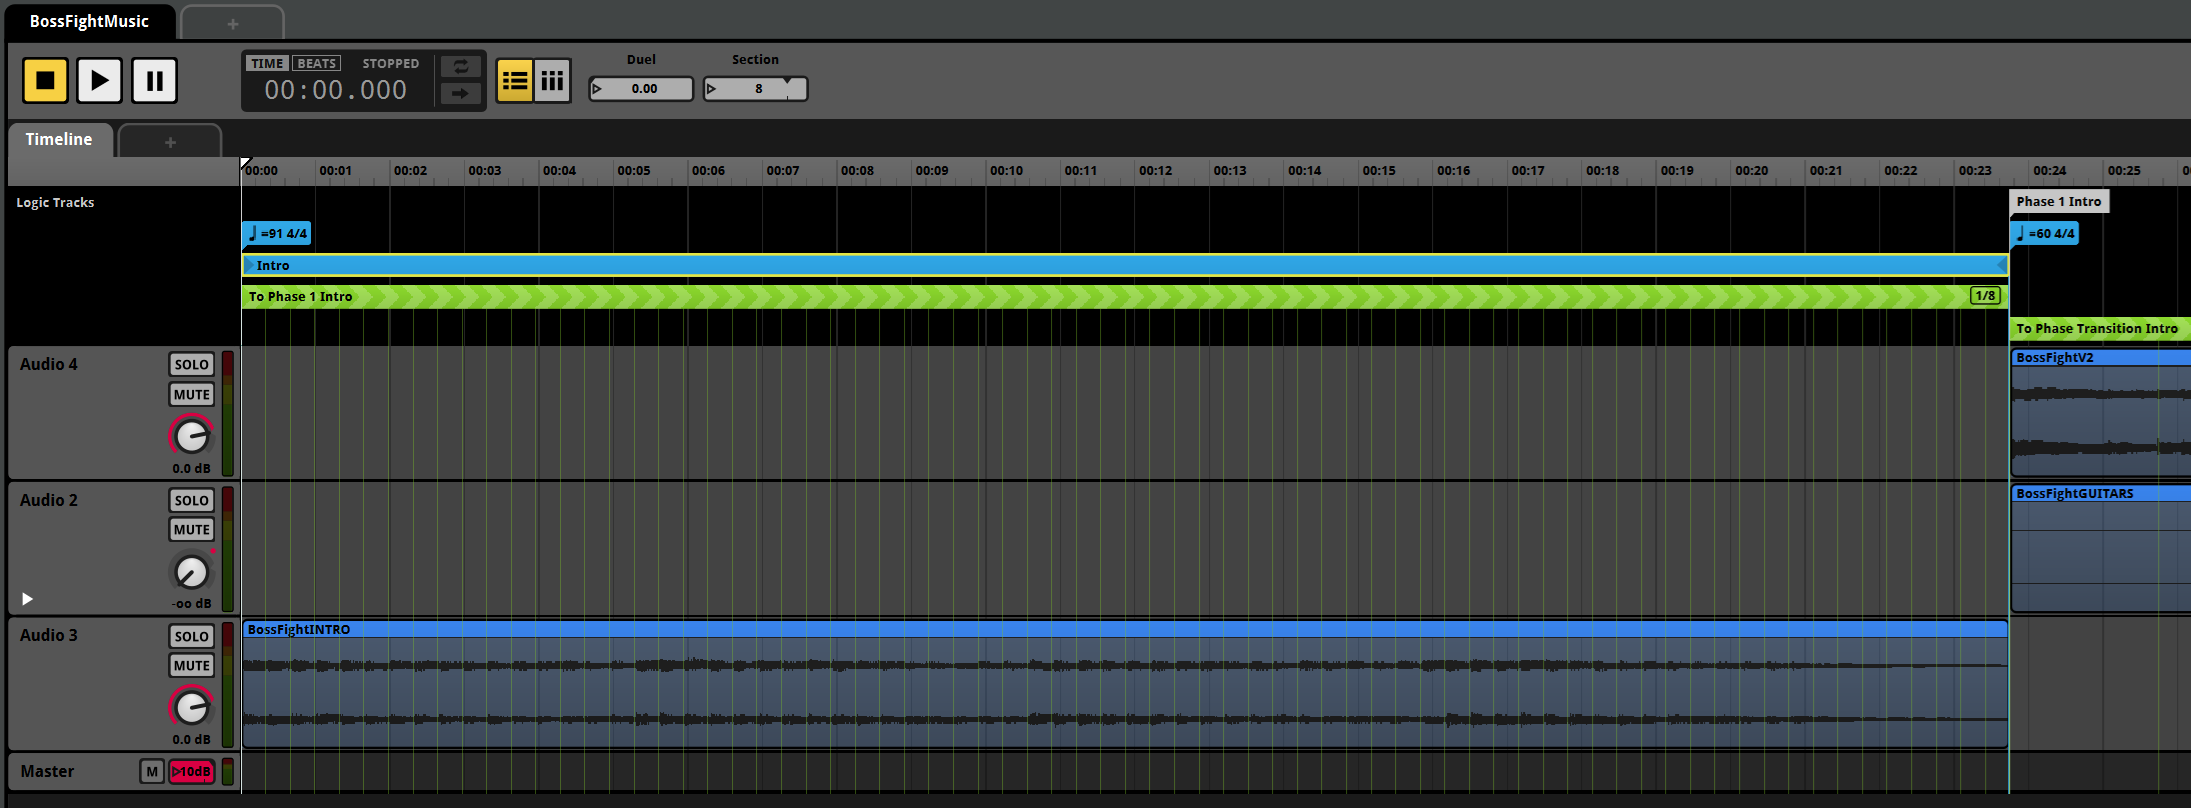 BossFightMusic
+
TIME BEATS STOPPED
00:00.000
Duel
0.00
Section
8
Timeline
+
00:00 00:01 00:02 00:03 00:04 00:05 00:06 00:07 00:08 00:09 00:10 00:11 00:12 00:13 00:14 00:15 00:16 00:17 00:18 00:19 00:20 00:21 00:22 00:23 00:24 00:25
Logic Tracks
Phase 1 Intro
♩=91 4/4
♩=60 4/4
Intro
To Phase 1 Intro
1/8
To Phase Transition Intro
Audio 4
SOLO
MUTE
0.0 dB
BossFightV2
Audio 2
SOLO
MUTE
-oo dB
BossFightGUITARS
Audio 3
SOLO
MUTE
0.0 dB
BossFightINTRO
Master
M
10dB